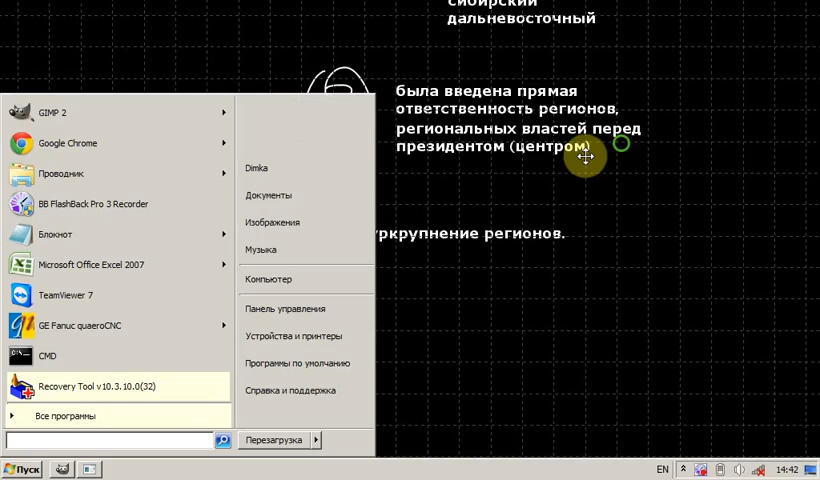 сибирский
дальневосточный
была введена прямая
ответственность регионов,
региональных властей перед
президентом (центром)
уркрупнение регионов.
GIMP 2
Google Chrome
Проводник
BB FlashBack Pro 3 Recorder
Блокнот
Microsoft Office Excel 2007
TeamViewer 7
GE Fanuc quaeroCNC
CMD
Recovery Tool v10.3.10.0(32)
Все программы
Dimka
Документы
Изображения
Музыка
Компьютер
Панель управления
Устройства и принтеры
Программы по умолчанию
Справка и поддержка
Перезагрузка
Пуск
EN
14:42